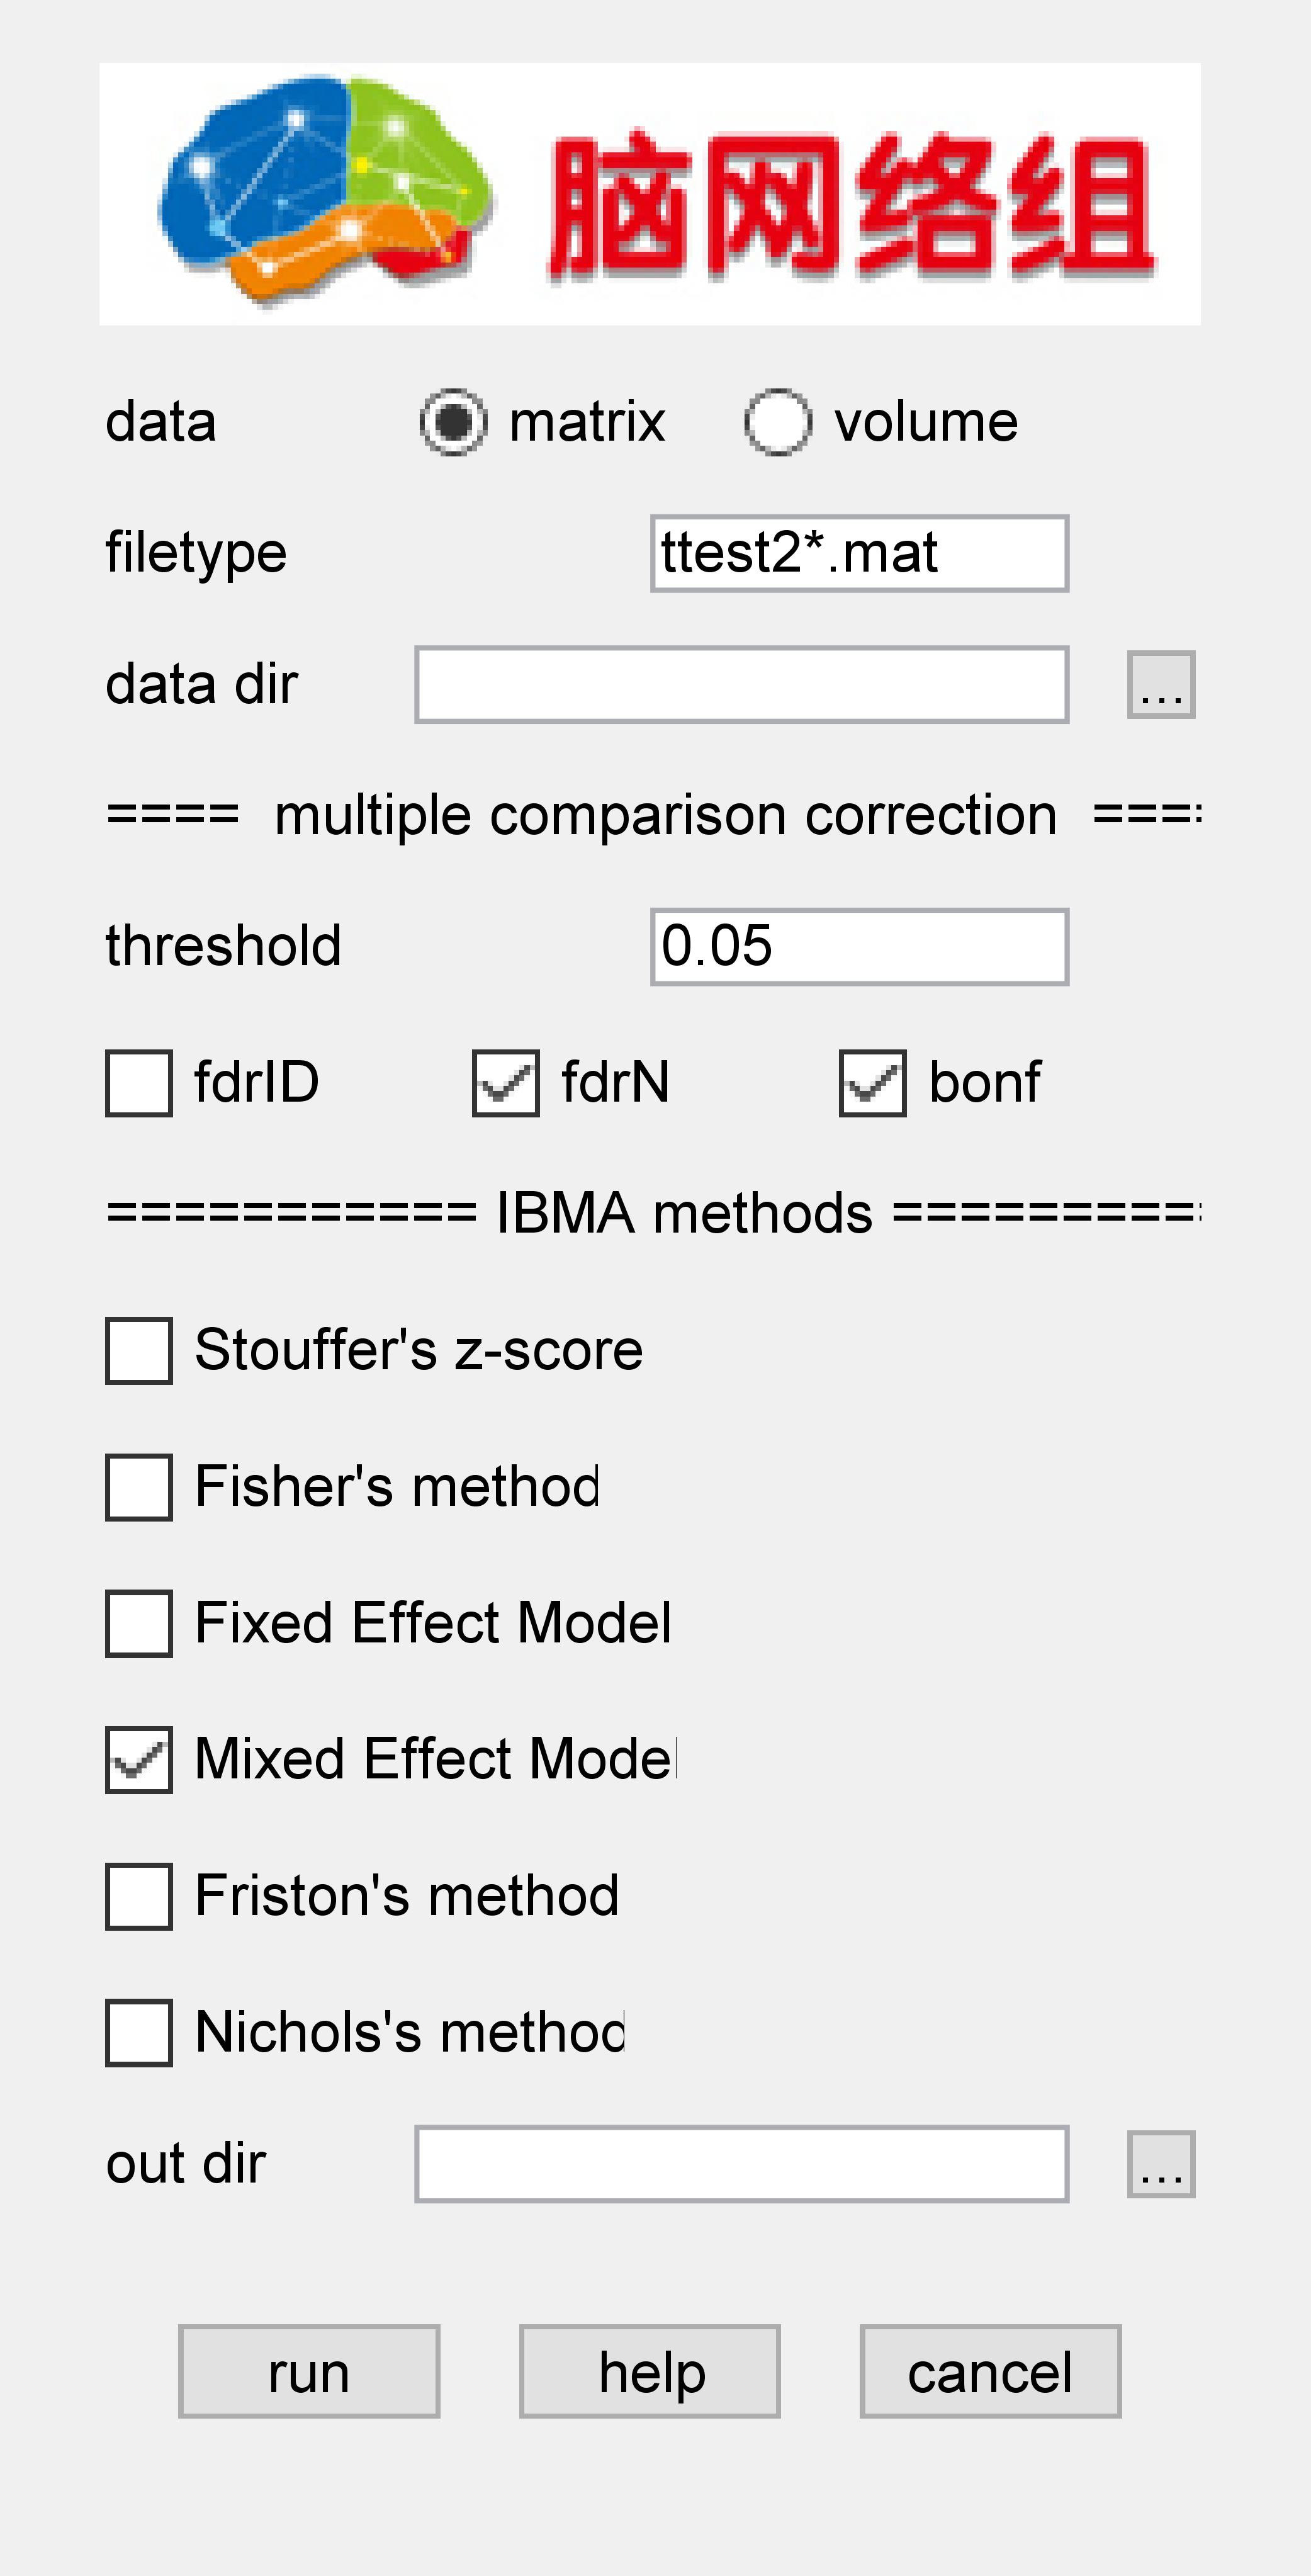 脑网络组
data matrix volume
filetype ttest2*.mat
data dir ...
==== multiple comparison correction ====
threshold 0.05
fdrID fdrN bonf
=========== IBMA methods ==========
Stouffer's z-score
Fisher's method
Fixed Effect Model
Mixed Effect Model
Friston's method
Nichols's method
out dir ...
run help cancel